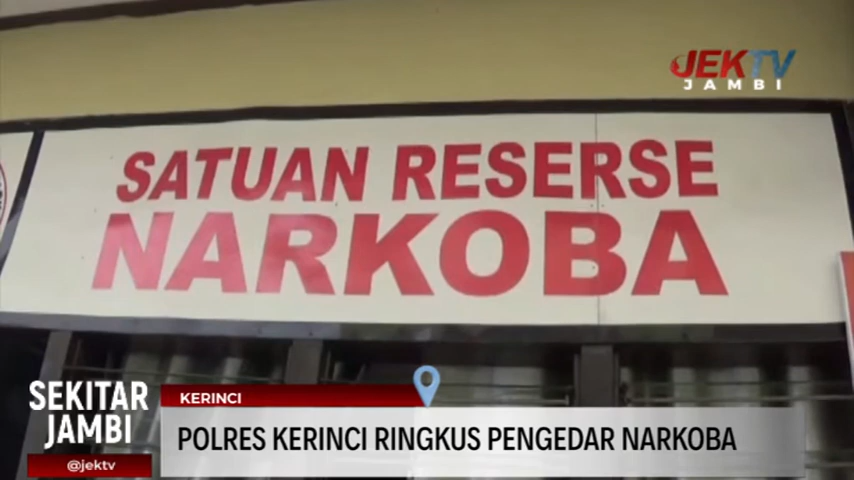 JEKTV
JAMBI
SATUAN RESERSE
NARKOBA
SEKITAR
JAMBI
@jektv
KERINCI
POLRES KERINCI RINGKUS PENGEDAR NARKOBA